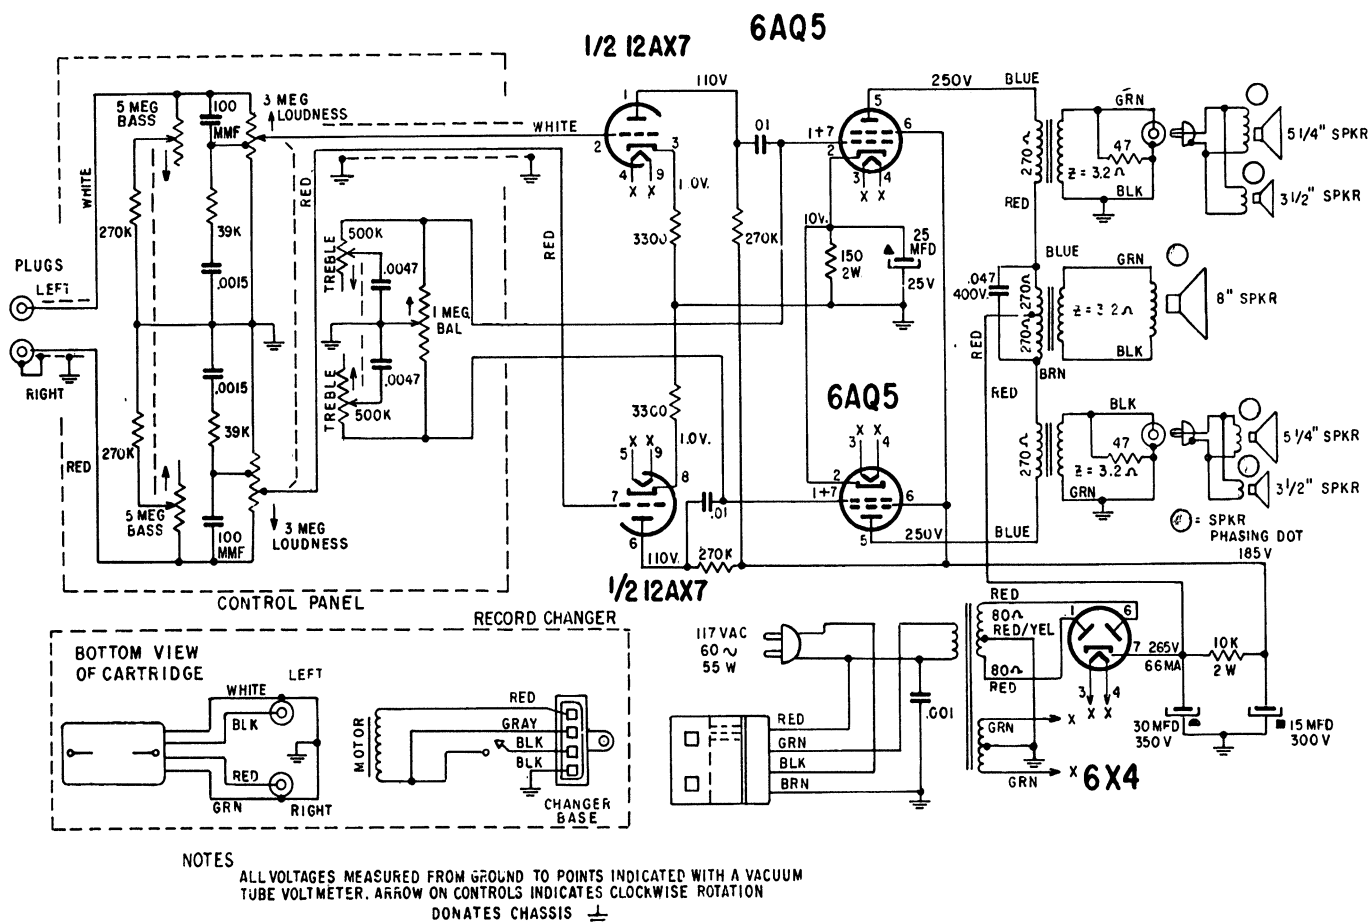 6AQ5
1/2 12AX7
110V
250V
BLUE
GRN
5 MEG
BASS
100
MMF
3 MEG
LOUDNESS
WHITE
1
2
3
4
9
X X
1.0V.
.01
1+7
5
6
2
3
4
X X
47
270Ω
Z = 3.2Ω
BLK
5 1/4" SPKR
3 1/2" SPKR
WHITE
RED
RED
RED
270K
39K
.0015
500K
TREBLE
.0047
1 MEG
BAL
3300
270K
10V.
150
2W
25
MFD
25V
BLUE
.047
400V.
270Ω
270Ω
Z = 3.2Ω
GRN
BLK
8" SPKR
PLUGS
LEFT
RIGHT
.0015
39K
270K
RED
TREBLE
500K
.0047
3300
6AQ5
RED
RED
BRN
BLK
270Ω
47
Z = 3.2Ω
GRN
5 1/4" SPKR
3 1/2" SPKR
X X
5 9
1.0V.
8
7
6
X X
3 4
2
1+7
6
5
.01
5 MEG
BASS
100
MMF
3 MEG
LOUDNESS
110V.
270K
250V
BLUE
= SPKR
PHASING DOT
185V
1/2 12AX7
CONTROL PANEL
RECORD CHANGER
BOTTOM VIEW
OF CARTRIDGE
LEFT
WHITE
BLK
RED
GRN
RIGHT
MOTOR
RED
GRAY
BLK
BLK
CHANGER
BASE
117 VAC
60 ~
55 W
.001
RED
GRN
BLK
BRN
RED
80Ω
RED/YEL
80Ω
RED
GRN
X
GRN
X
1
6
7
3
4
X X X
265V
66MA
10K
2 W
30 MFD
350V
15 MFD
300V
6X4
NOTES
ALL VOLTAGES MEASURED FROM GROUND TO POINTS INDICATED WITH A VACUUM
TUBE VOLTMETER. ARROW ON CONTROLS INDICATES CLOCKWISE ROTATION
DONATES CHASSIS